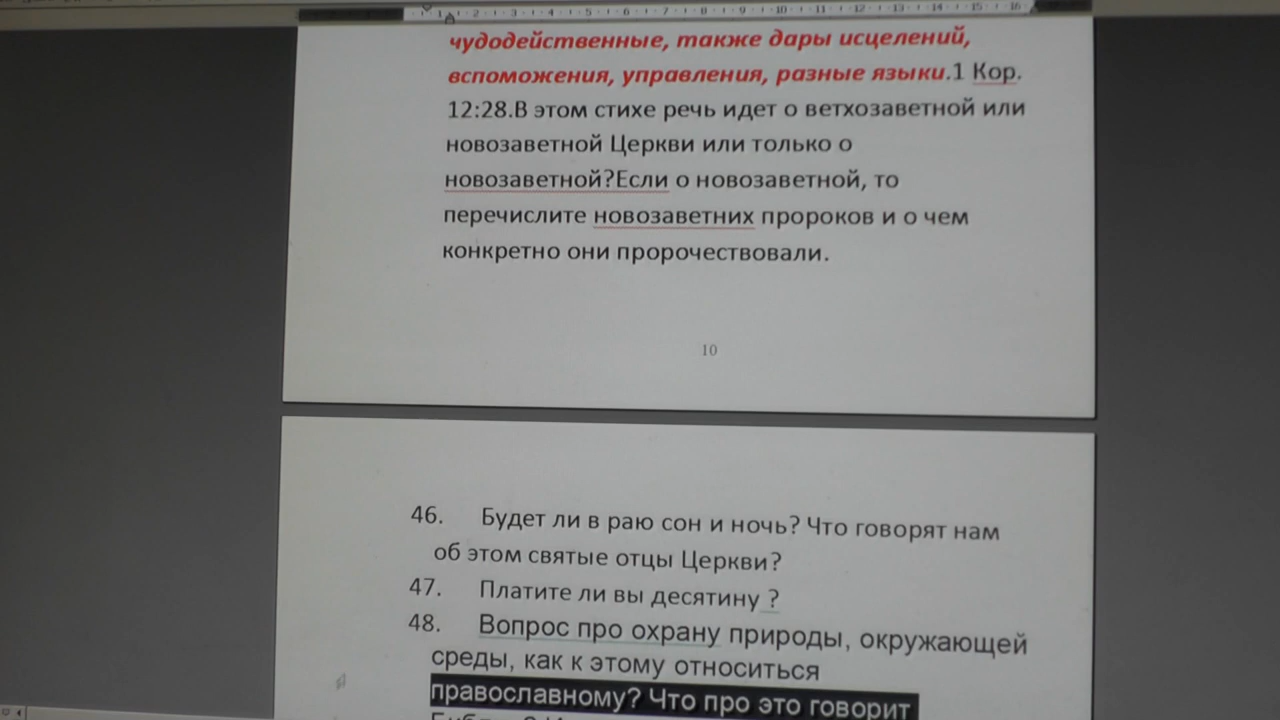 чудодейственные, также дары исцелений,
вспоможения, управления, разные языки.1 Кор.
12:28.В этом стихе речь идет о ветхозаветной или
новозаветной Церкви или только о
новозаветной?Если о новозаветной, то
перечислите новозаветних пророков и о чем
конкретно они пророчествовали.
10
46. Будет ли в раю сон и ночь? Что говорят нам
об этом святые отцы Церкви?
47. Платите ли вы десятину ?
48. Вопрос про охрану природы, окружающей
среды, как к этому относиться
православному? Что про это говорит